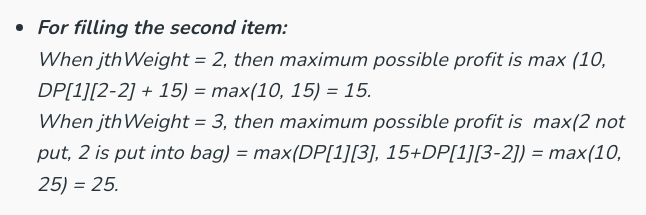 For filling the second item:
When jthWeight = 2, then maximum possible profit is max (10,
DP[1][2-2] + 15) = max(10, 15) = 15.
When jthWeight = 3, then maximum possible profit is  max(2 not
put, 2 is put into bag) = max(DP[1][3], 15+DP[1][3-2]) = max(10,
25) = 25.